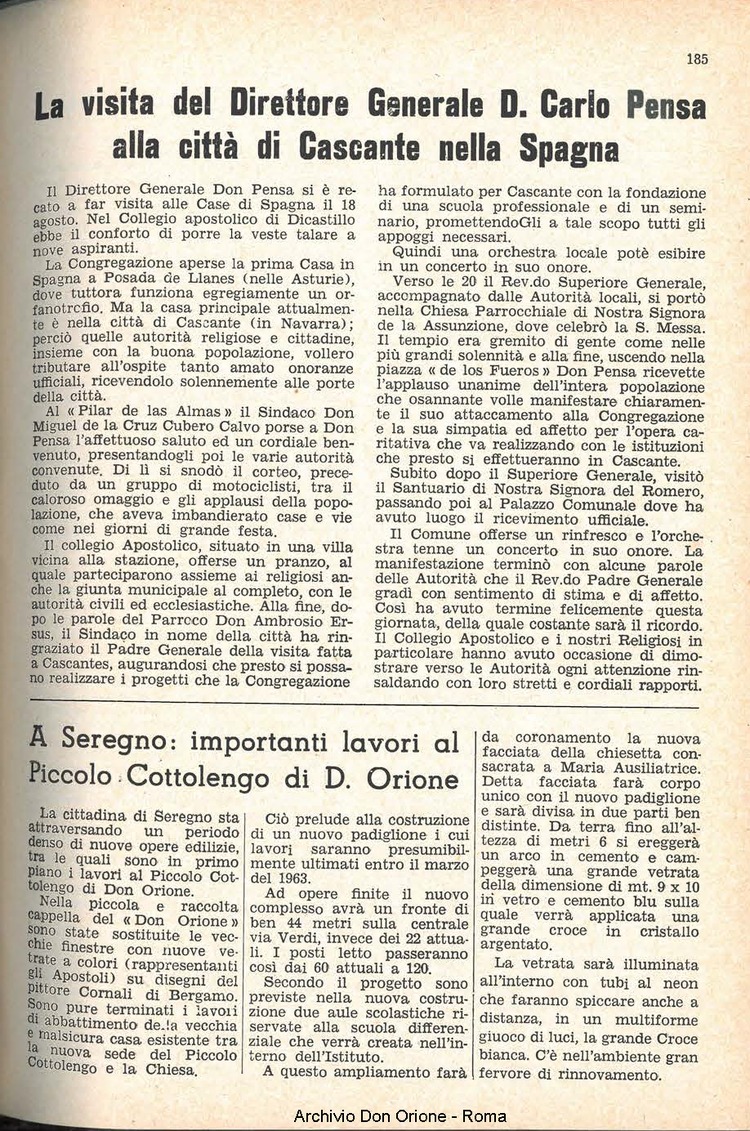 185
La visita del Direttore Generale D. Carlo Pensa
alla città di Cascante nella Spagna
Il Direttore Generale Don Pensa si è re-
cato a far visita alle Case di Spagna il 18
agosto. Nel Collegio apostolico di Dicastillo
ebbe il conforto di porre la veste talare a
nove aspiranti.
La Congregazione aperse la prima Casa in
Spagna a Posada de Llanes (nelle Asturie),
dove tuttora funziona egregiamente un or-
fanotrofio. Ma la casa principale attualmen-
te è nella città di Cascante (in Navarra);
perciò quelle autorità religiose e cittadine,
insieme con la buona popolazione, vollero
tributare all'ospite tanto amato onoranze
ufficiali, ricevendolo solennemente alle porte
della città.
Al « Pilar de las Almas » il Sindaco Don
Miguel de la Cruz Cubero Calvo porse a Don
Pensa l'affettuoso saluto ed un cordiale ben-
venuto, presentandogli poi le varie autorità
convenute. Di lì si snodò il corteo, prece-
duto da un gruppo di motociclisti, tra il
caloroso omaggio e gli applausi della popo-
lazione, che aveva imbandierato case e vie
come nei giorni di grande festa.
Il collegio Apostolico, situato in una villa
vicina alla stazione, offerse un pranzo, al
quale parteciparono assieme ai religiosi an-
che la giunta municipal al completo, con le
autorità civili ed ecclesiastiche. Alla fine, do-
po le parole del Parroco Don Ambrosio Er-
sus, il Sindaco in nome della città ha rin-
graziato il Padre Generale della visita fatta
a Cascantes, augurandosi che presto si possa-
no realizzare i progetti che la Congregazione
ha formulato per Cascante con la fondazione
di una scuola professionale e di un semi-
nario, promettendoGli a tale scopo tutti gli
appoggi necessari.
Quindi una orchestra locale potè esibire
in un concerto in suo onore.
Verso le 20 il Rev.do Superiore Generale,
accompagnato dalle Autorità locali, si portò
nella Chiesa Parrocchiale di Nostra Signora
de la Assunzione, dove celebrò la S. Messa.
Il tempio era gremito di gente come nelle
più grandi solennità e alla fine, uscendo nella
piazza « de los Fueros » Don Pensa ricevette
l'applauso unanime dell'intera popolazione
che osannante volle manifestare chiaramen-
te il suo attaccamento alla Congregazione
e la sua simpatia ed affetto per l'opera ca-
ritativa che va realizzando con le istituzioni
che presto si effettueranno in Cascante.
Subito dopo il Superiore Generale, visitò
il Santuario di Nostra Signora del Romero,
passando poi al Palazzo Comunale dove ha
avuto luogo il ricevimento ufficiale.
Il Comune offerse un rinfresco e l'orche-
stra tenne un concerto in suo onore. La
manifestazione terminò con alcune parole
delle Autorità che il Rev.do Padre Generale
gradì con sentimento di stima e di affetto.
Così ha avuto termine felicemente questa
giornata, della quale costante sarà il ricordo.
Il Collegio Apostolico e i nostri Religiosi in
particolare hanno avuto occasione di dimo-
strare verso le Autorità ogni attenzione rin-
saldando con loro stretti e cordiali rapporti.
A Seregno: importanti lavori al
Piccolo Cottolengo di D. Orione
La cittadina di Seregno sta
attraversando un periodo
denso di nuove opere edilizie,
tra le quali sono in primo
piano i lavori al Piccolo Cot-
tolengo di Don Orione.
Nella piccola e raccolta
cappella del « Don Orione »
sono state sostituite le vec-
chie finestre con nuove ve-
trate a colori (rappresentanti
gli Apostoli) su disegni del
pittore Cornali di Bergamo.
Sono pure terminati i lavori
di abbattimento della vecchia
e malsicura casa esistente tra
la nuova sede del Piccolo
Cottolengo e la Chiesa.
Ciò prelude alla costruzione
di un nuovo padiglione i cui
lavori saranno presumibil-
mente ultimati entro il marzo
del 1963.
Ad opere finite il nuovo
complesso avrà un fronte di
ben 44 metri sulla centrale
via Verdi, invece dei 22 attua-
li. I posti letto passeranno
così dai 60 attuali a 120.
Secondo il progetto sono
previste nella nuova costru-
zione due aule scolastiche ri-
servate alla scuola differen-
ziale che verrà creata nell'in-
terno dell'Istituto.
A questo ampliamento farà
da coronamento la nuova
facciata della chiesetta con-
sacrata a Maria Ausiliatrice.
Detta facciata farà corpo
unico con il nuovo padiglione
e sarà divisa in due parti ben
distinte. Da terra fino all'al-
tezza di metri 6 si ereggerà
un arco in cemento e cam-
peggerà una grande vetrata
della dimensione di mt. 9 x 10
in vetro e cemento blu sulla
quale verrà applicata una
grande croce in cristallo
argentato.
La vetrata sarà illuminata
all'interno con tubi al neon
che faranno spiccare anche a
distanza, in un multiforme
giuoco di luci, la grande Croce
bianca. C'è nell'ambiente gran
fervore di rinnovamento.
Archivio Don Orione - Roma